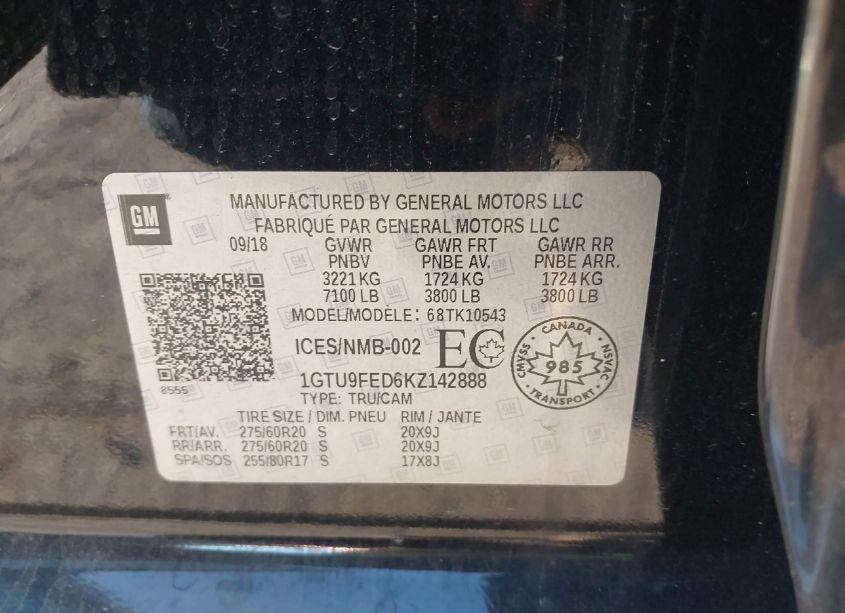 GM
MANUFACTURED BY GENERAL MOTORS LLC
FABRIQUÉ PAR GENERAL MOTORS LLC
09/18 GVWR GAWR FRT GAWR RR
PNBV PNBE AV. PNBE ARR.
3221 KG 1724 KG 1724 KG
7100 LB 3800 LB 3800 LB
MODEL/MODÈLE: 68TK10543
ICES/NMB-002 EC
CANADA
CMVSS 985 NSVAC
TRANSPORT
8555
1GTU9FED6KZ142888
TYPE: TRU/CAM
TIRE SIZE / DIM. PNEU RIM / JANTE
FRT/AV. 275/60R20 S 20X9J
RR/ARR. 275/60R20 S 20X9J
SPA/SOS 255/80R17 S 17X8J